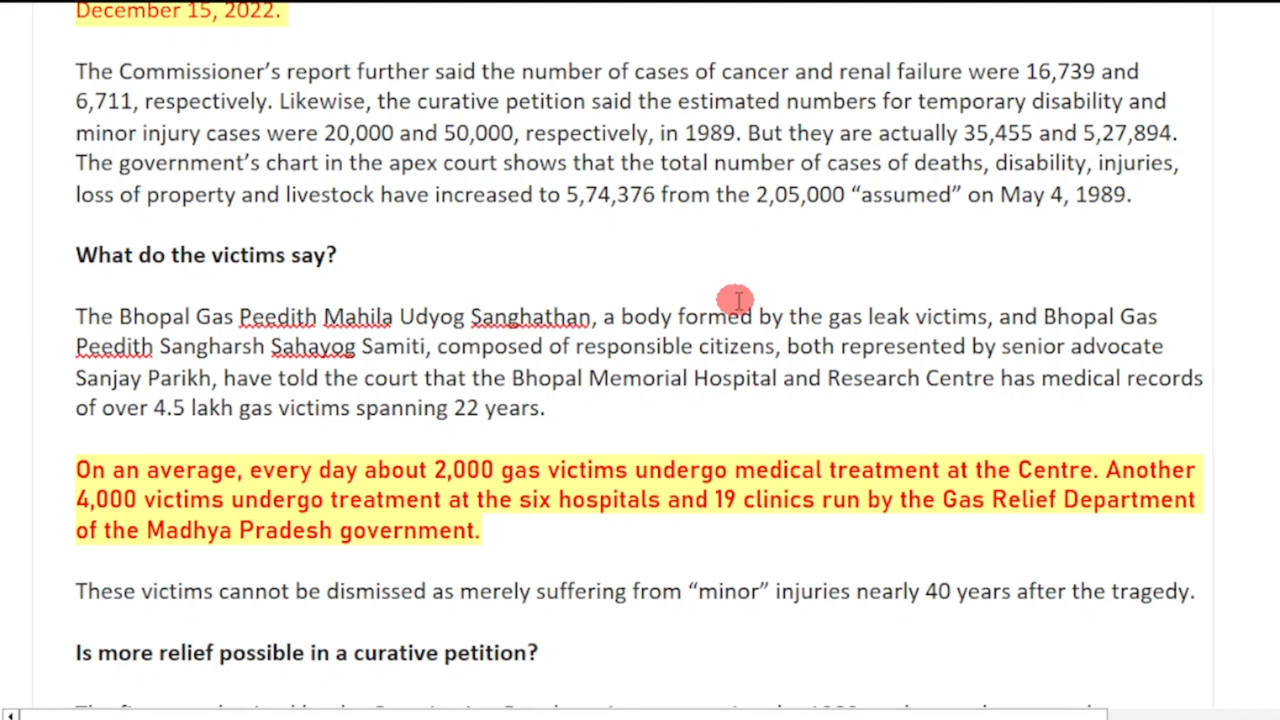 December 15, 2022.
The Commissioner’s report further said the number of cases of cancer and renal failure were 16,739 and
6,711, respectively. Likewise, the curative petition said the estimated numbers for temporary disability and
minor injury cases were 20,000 and 50,000, respectively, in 1989. But they are actually 35,455 and 5,27,894.
The government’s chart in the apex court shows that the total number of cases of deaths, disability, injuries,
loss of property and livestock have increased to 5,74,376 from the 2,05,000 “assumed” on May 4, 1989.
What do the victims say?
The Bhopal Gas Peedith Mahila Udyog Sanghathan, a body formed by the gas leak victims, and Bhopal Gas
Peedith Sangharsh Sahayog Samiti, composed of responsible citizens, both represented by senior advocate
Sanjay Parikh, have told the court that the Bhopal Memorial Hospital and Research Centre has medical records
of over 4.5 lakh gas victims spanning 22 years.
On an average, every day about 2,000 gas victims undergo medical treatment at the Centre. Another
4,000 victims undergo treatment at the six hospitals and 19 clinics run by the Gas Relief Department
of the Madhya Pradesh government.
These victims cannot be dismissed as merely suffering from “minor” injuries nearly 40 years after the tragedy.
Is more relief possible in a curative petition?